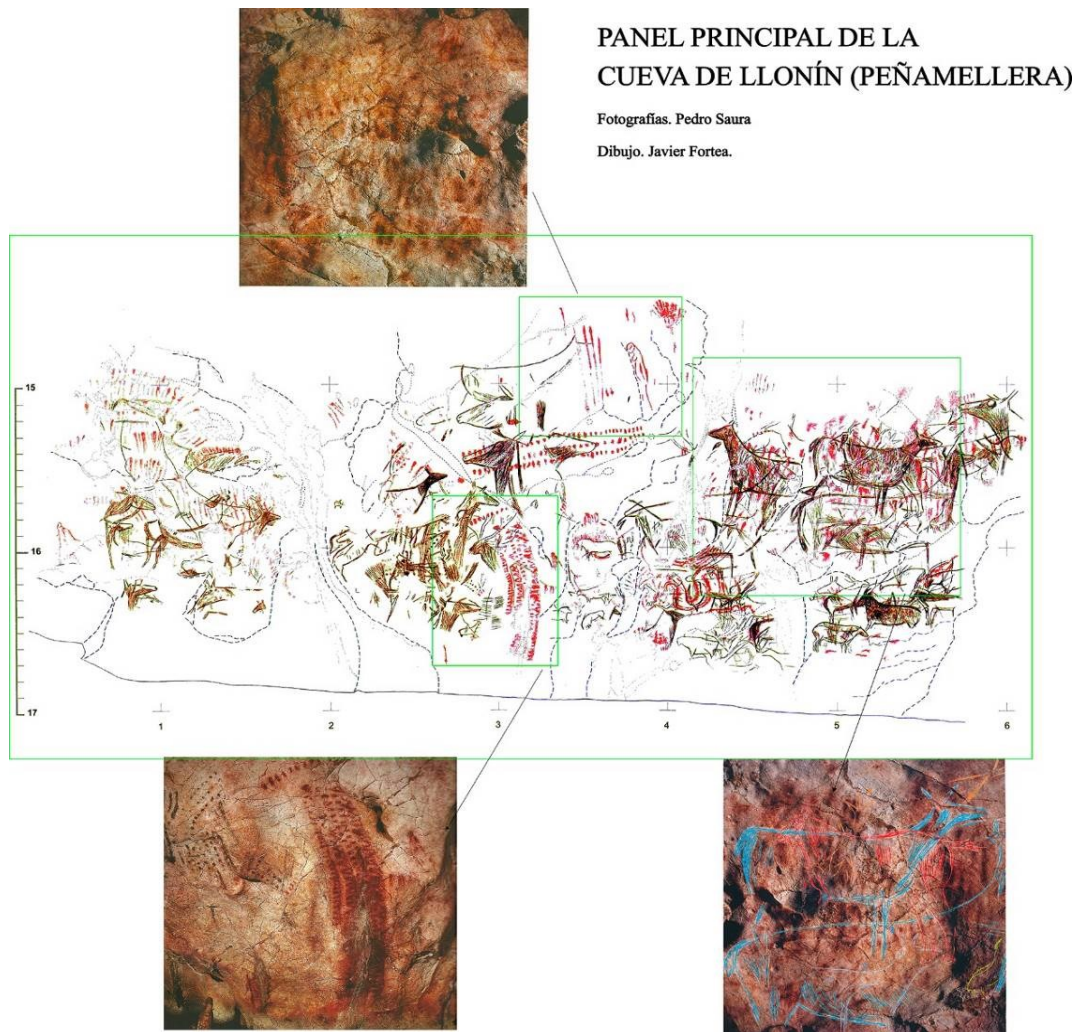 PANEL PRINCIPAL DE LA
CUEVA DE LLONÍN (PEÑAMELLERA)
Fotografías. Pedro Saura
Dibujo. Javier Fortea.
15
16
17
1 2 3 4 5 6